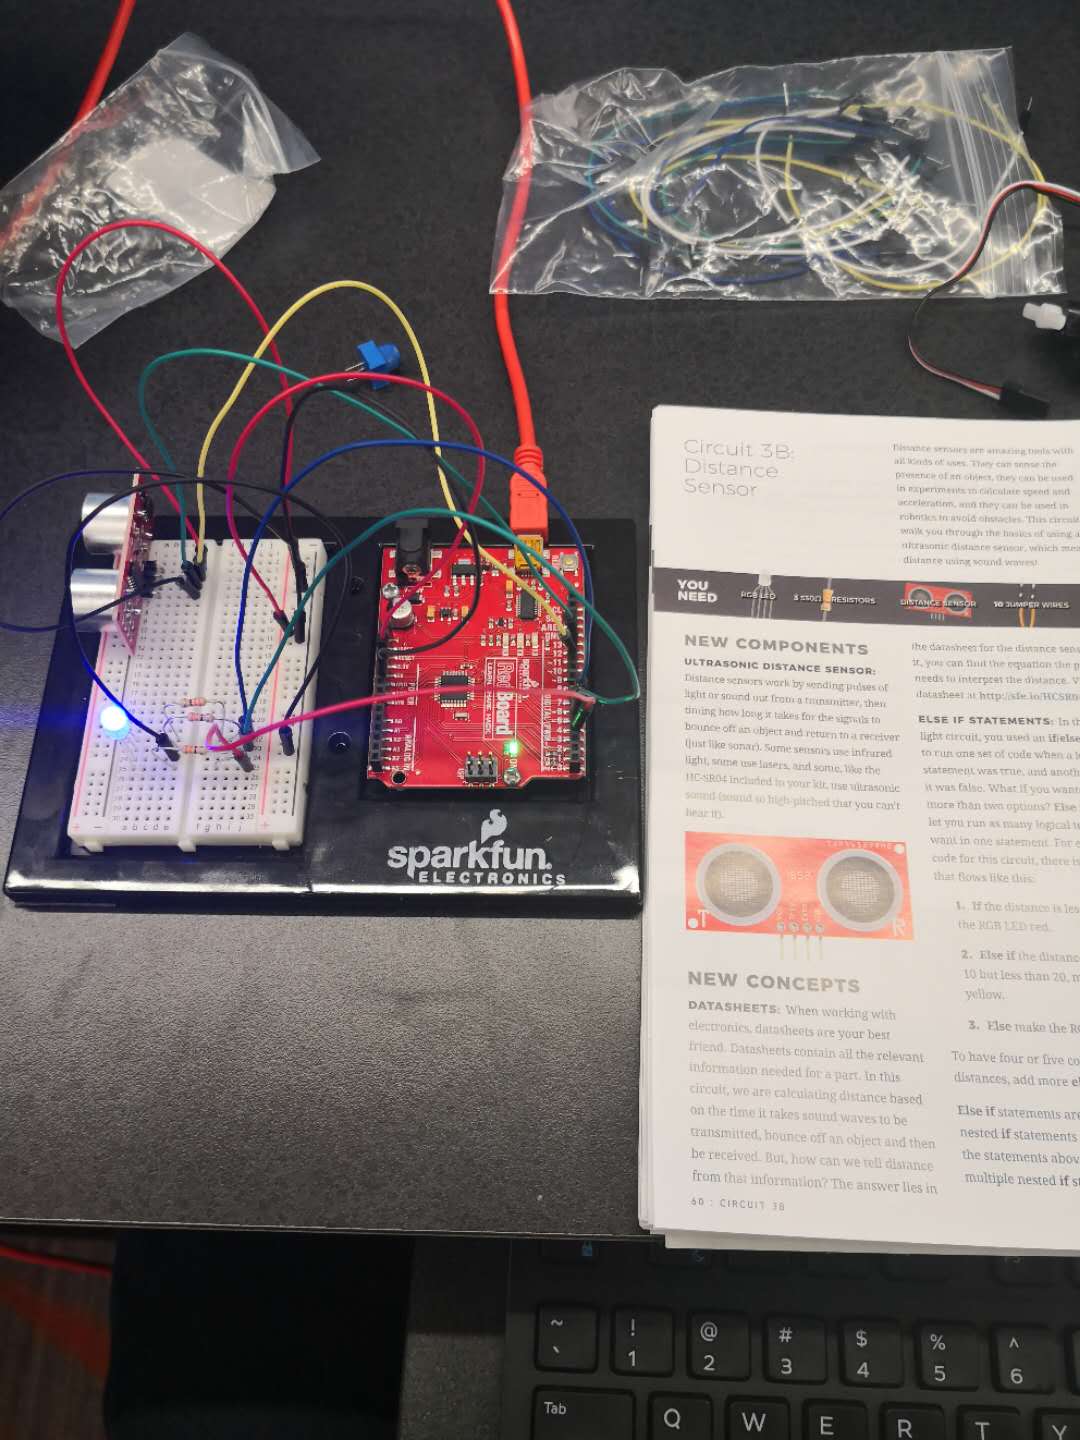 Circuit 3B:
Distance
Sensor
Distance sensors are amazing tools with
all kinds of uses. They can sense the
presence of an object, they can be used
in experiments to calculate speed and
acceleration, and they can be used in
robotics to avoid obstacles. This circuit
walk you through the basics of using a
ultrasonic distance sensor, which
distance using sound waves!
YOU
NEED
RGB LED
3 RESISTORS
DISTANCE SENSOR
10 JUMPER WIRES
NEW COMPONENTS
ULTRASONIC DISTANCE SENSOR:
Distance sensors work by sending pulses of
light or sound out from a transmitter, then
timing how long it takes for the signals to
bounce off an object and return to a receiver
(just like sonar). Some sensors use infrared
light, some use lasers, and some, like the
HC-SR04 included in your kit, use ultrasonic
sound (sound so high-pitched that you can't
hear it).
T
R
NEW CONCEPTS
DATASHEETS: When working with
electronics, datasheets are your best
friend. Datasheets contain all the relevant
information needed for a part. In this
circuit, we are calculating distance based
on the time it takes sound waves to be
transmitted, bounce off an object and then
be received. But, how can we tell distance
from that information? The answer lies in
60 : CIRCUIT 3B
the datasheet for the distance
it, you can find the equation the
needs to interpret the distance.
datasheet at http://sfe.io/HCSR0
ELSE IF STATEMENTS: In the
light circuit, you used an if/else
to run one set of code when a
statement was true, and
it was false. What if you
more than two options? Else
let you run as many
want in one statement. For
code for this circuit, there is
that flows like this:
1. If the distance is
the RGB LED red.
2. Else if the
10 but less than 20,
yellow.
3. Else make the
To have four or five
distances, add more
Else if statements are
nested if statements
the statements
multiple nested if
RedBoard
sparkfun
ELECTRONICS
~
`
!
1
@
2
#
3
$
4
%
5
^
6
Tab
Q
W
E
R
T
Y